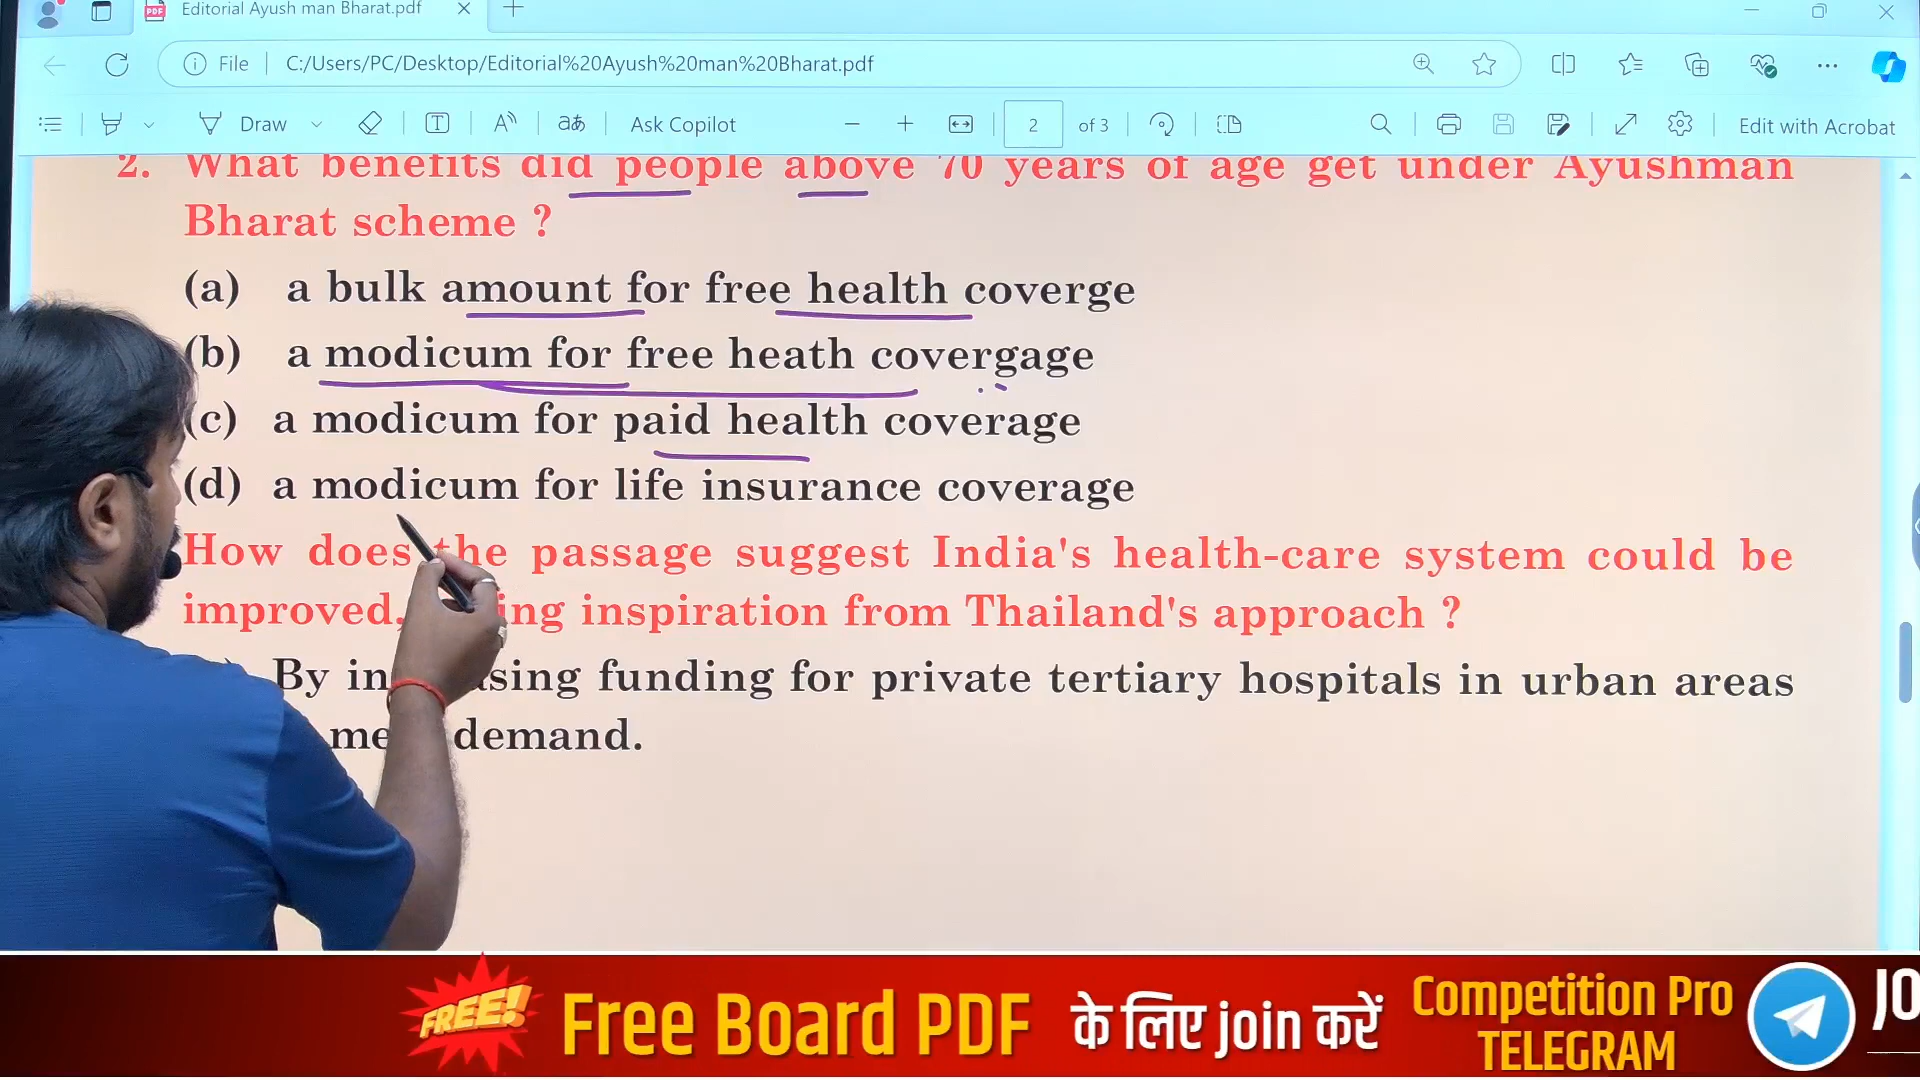 Editorial Ayush man Bharat.pdf
File
C:/Users/PC/Desktop/Editorial%20Ayush%20man%20Bharat.pdf
Draw
Ask Copilot
2 of 3
Edit with Acrobat
2. What benefits did people above 70 years of age get under Ayushman
Bharat scheme ?
(a) a bulk amount for free health coverge
(b) a modicum for free heath covergage
(c) a modicum for paid health coverage
(d) a modicum for life insurance coverage
How does the passage suggest India's health-care system could be
improved, inspiration from Thailand's approach ?
By funding for private tertiary hospitals in urban areas
demand.
FREE!
Free Board PDF के लिए join करें
Competition Pro
TELEGRAM